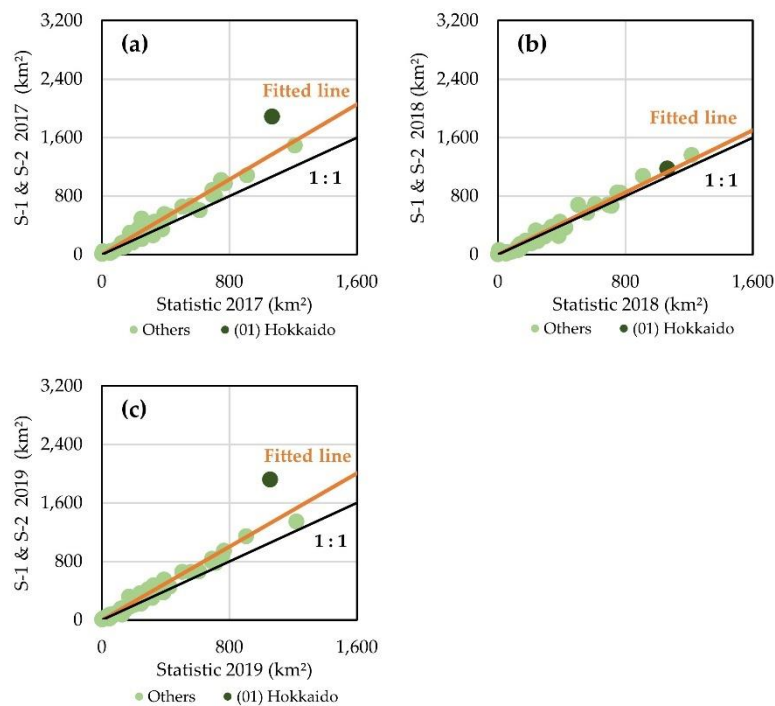 3,200
2,400
1,600
800
0
S-1 & S-2 2017 (km²)
(a)
Fitted line
1 : 1
0 800 1,600
Statistic 2017 (km²)
Others (01) Hokkaido
3,200
2,400
1,600
800
0
S-1 & S-2 2018 (km²)
(b)
Fitted line
1 : 1
0 800 1,600
Statistic 2018 (km²)
Others (01) Hokkaido
3,200
2,400
1,600
800
0
S-1 & S-2 2019 (km²)
(c)
Fitted line
1 : 1
0 800 1,600
Statistic 2019 (km²)
Others (01) Hokkaido